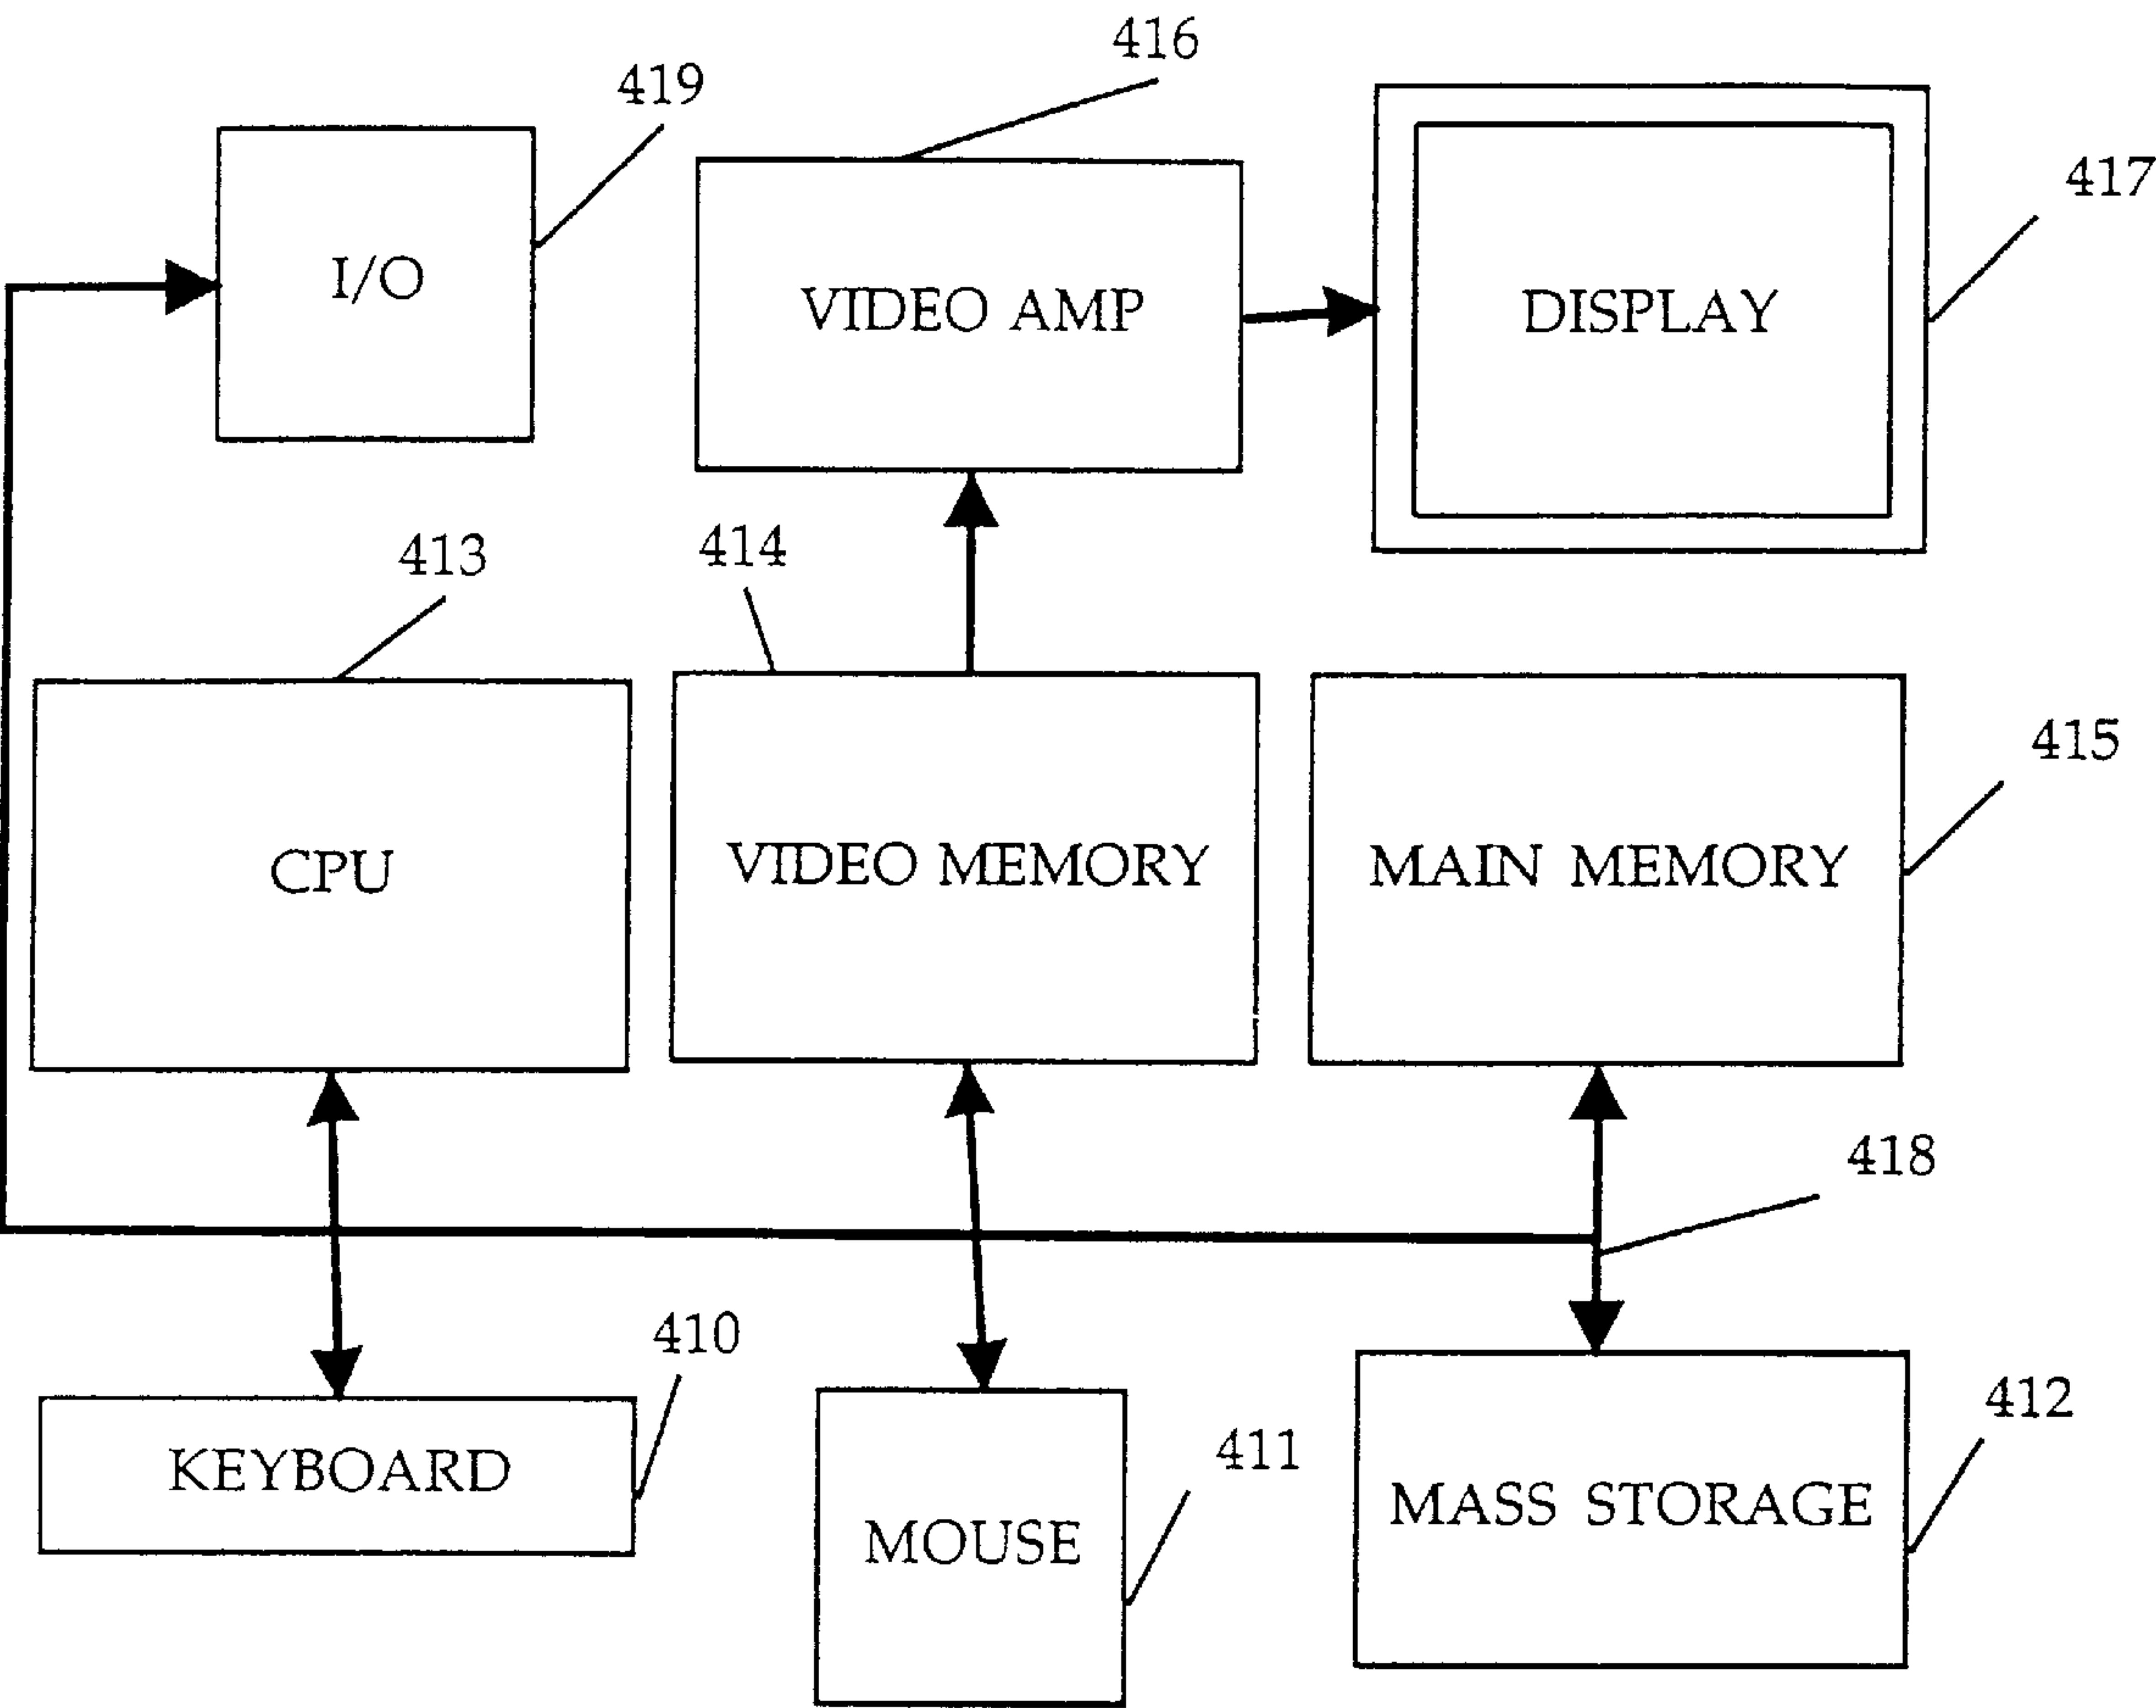 416
419
417
I/O
VIDEO AMP
DISPLAY
413
414
415
CPU
VIDEO MEMORY
MAIN MEMORY
418
410
412
411
KEYBOARD
MASS STORAGE
MOUSE